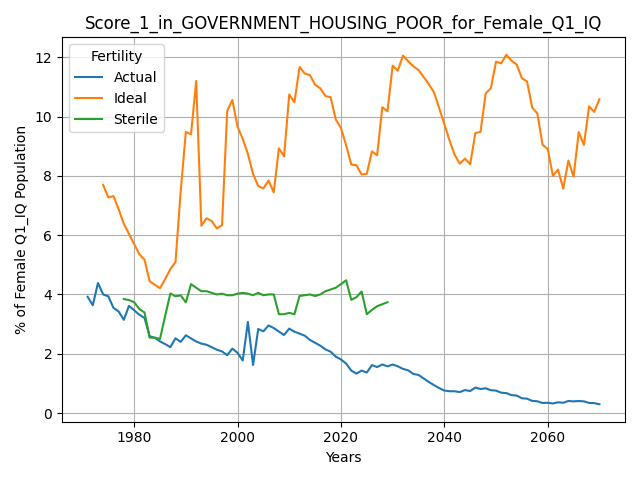 Score_1_in_GOVERNMENT_HOUSING_POOR_for_Female_Q1_IQ
Fertility
Actual
Ideal
Sterile
% of Female Q1_IQ Population
12
10
8
6
4
2
0
1980
2000
2020
2040
2060
Years